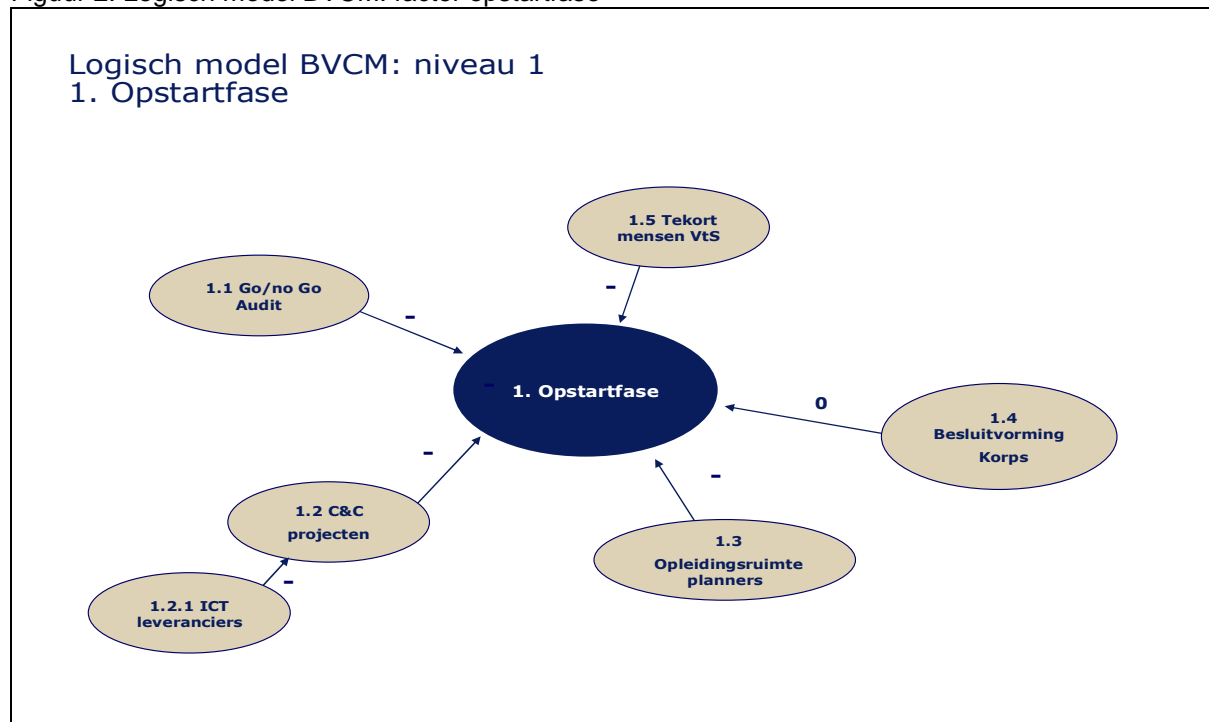 Logisch model BVCM: niveau 1
1. Opstartfase
1.5 Tekort
mensen VtS
-
1.1 Go/no Go
Audit
-
- 1. Opstartfase
0
1.4
Besluitvorming
Korps
-
1.2 C&C
projecten
-
1.3
Opleidingsruimte
planners
-
1.2.1 ICT
leveranciers